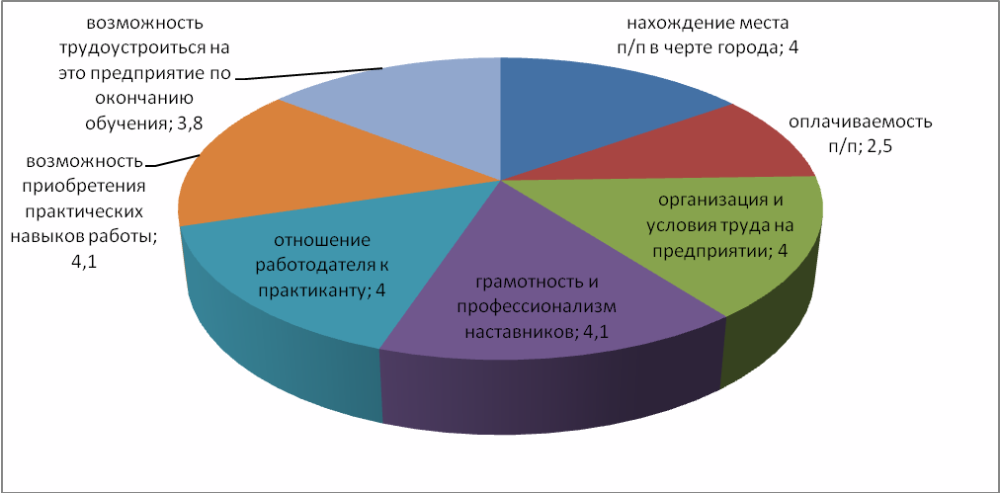 возможность
трудоустроиться на
это предприятие по
окончанию
обучения; 3,8
нахождение места
п/п в черте города; 4
оплачиваемость
п/п; 2,5
организация и
условия труда на
предприятии; 4
грамотность и
профессионализм
наставников; 4,1
отношение
работодателя к
практиканту; 4
возможность
приобретения
практических
навыков работы;
4,1